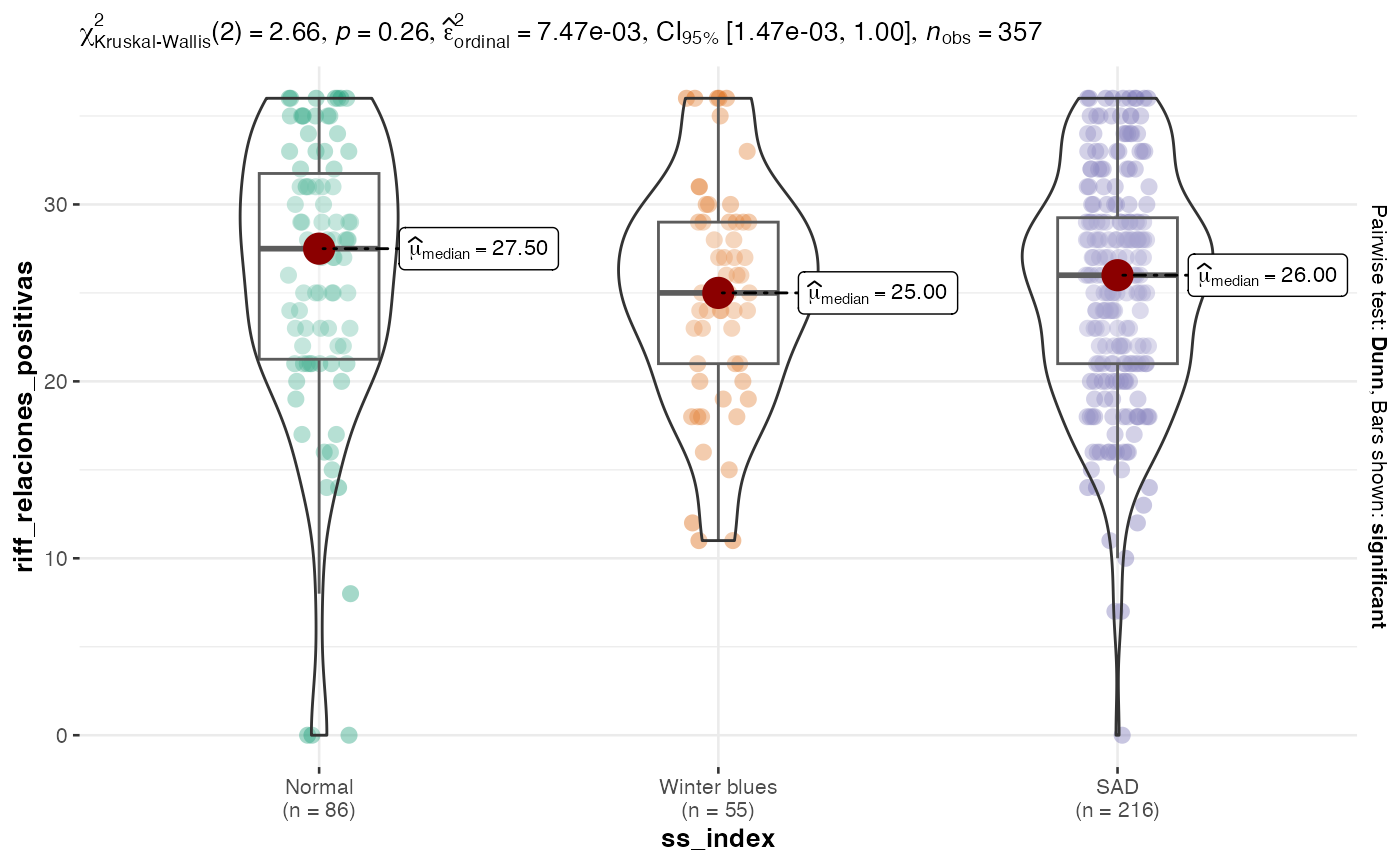 χ²Kruskal-Wallis(2) = 2.66, p = 0.26, ε̂²ordinal = 7.47e-03, CI95% [1.47e-03, 1.00], nobs = 357
riff_relaciones_positivas
30
20
10
0
μ̂median = 27.50
μ̂median = 25.00
μ̂median = 26.00
Normal
(n = 86)
Winter blues
(n = 55)
SAD
(n = 216)
ss_index
Pairwise test: Dunn, Bars shown: significant